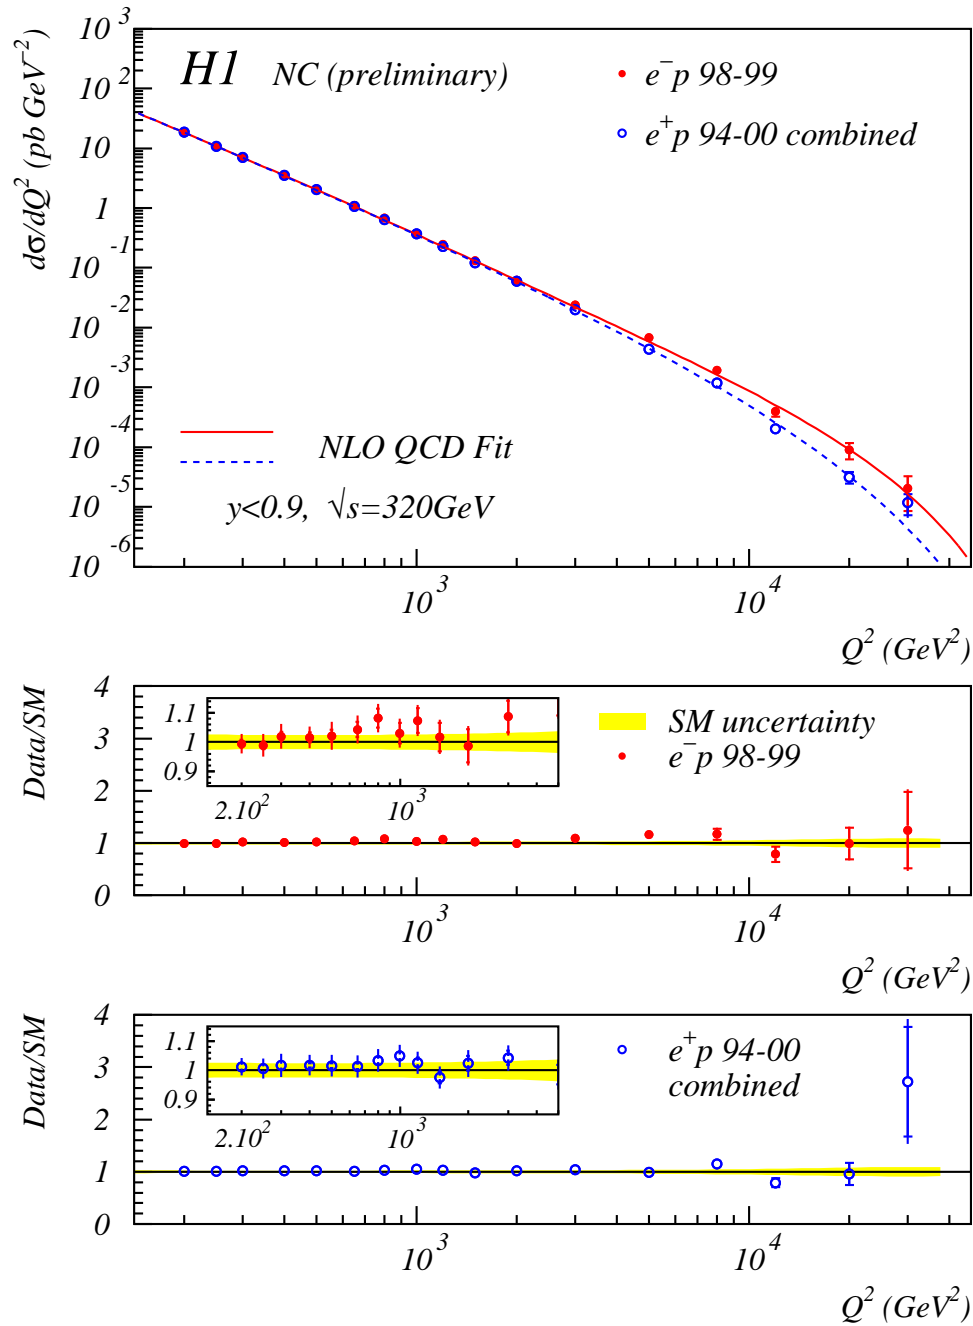 H1 NC (preliminary)
e⁻p 98-99
e⁺p 94-00 combined
dσ/dQ² (pb GeV⁻²)
10³
10²
10
1
10⁻¹
10⁻²
10⁻³
10⁻⁴
10⁻⁵
10⁻⁶
NLO QCD Fit
y<0.9, √s=320GeV
10³ 10⁴
Q² (GeV²)
Data/SM
4
3
2
1
0
1.1
1
0.9
2.10² 10³
SM uncertainty
e⁻p 98-99
10³ 10⁴
Q² (GeV²)
Data/SM
4
3
2
1
0
1.1
1
0.9
2.10² 10³
e⁺p 94-00
combined
10³ 10⁴
Q² (GeV²)